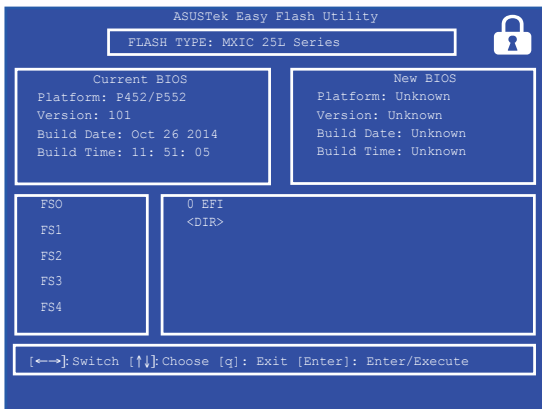 ASUSTek Easy Flash Utility
FLASH TYPE: MXIC 25L Series
Current BIOS
Platform: P452/P552
Version: 101
Build Date: Oct 26 2014
Build Time: 11: 51: 05
New BIOS
Platform: Unknown
Version: Unknown
Build Date: Unknown
Build Time: Unknown
FSO
FS1
FS2
FS3
FS4
0 EFI
<DIR>
[←→]: Switch [↑↓]: Choose [q]: Exit [Enter]: Enter/Execute